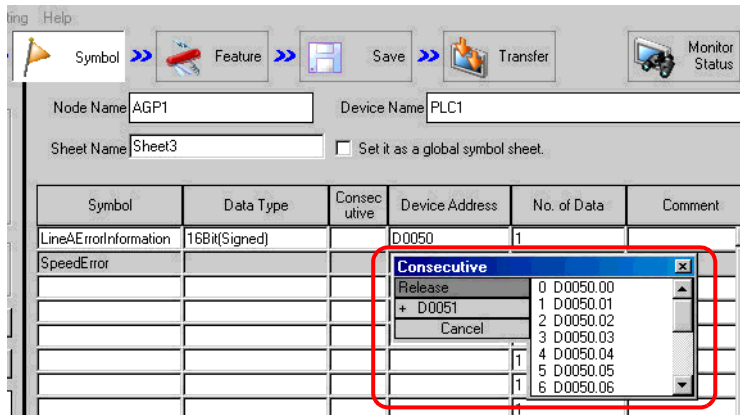 ting Help
Symbol Feature Save Transfer Monitor Status
Node Name AGP1 Device Name PLC1
Sheet Name Sheet3 Set it as a global symbol sheet.
Symbol Data Type Consecutive Device Address No. of Data Comment
LineAErrorInformation 16Bit(Signed) D0050 1
SpeedError
Consecutive
Release 0 D0050.00
+ D0051 1 D0050.01
Cancel 2 D0050.02
3 D0050.03
4 D0050.04
5 D0050.05
6 D0050.06
1
1